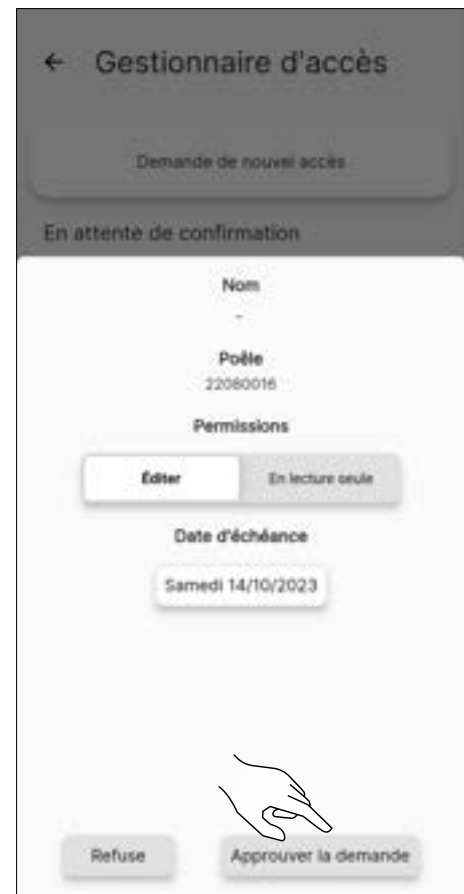 ← Gestionnaire d'accès
Demande de nouvel accès
En attente de confirmation
Nom
-
Poêle
22080016
Permissions
Éditer En lecture seule
Date d'échéance
Samedi 14/10/2023
Refuse Approuver la demande